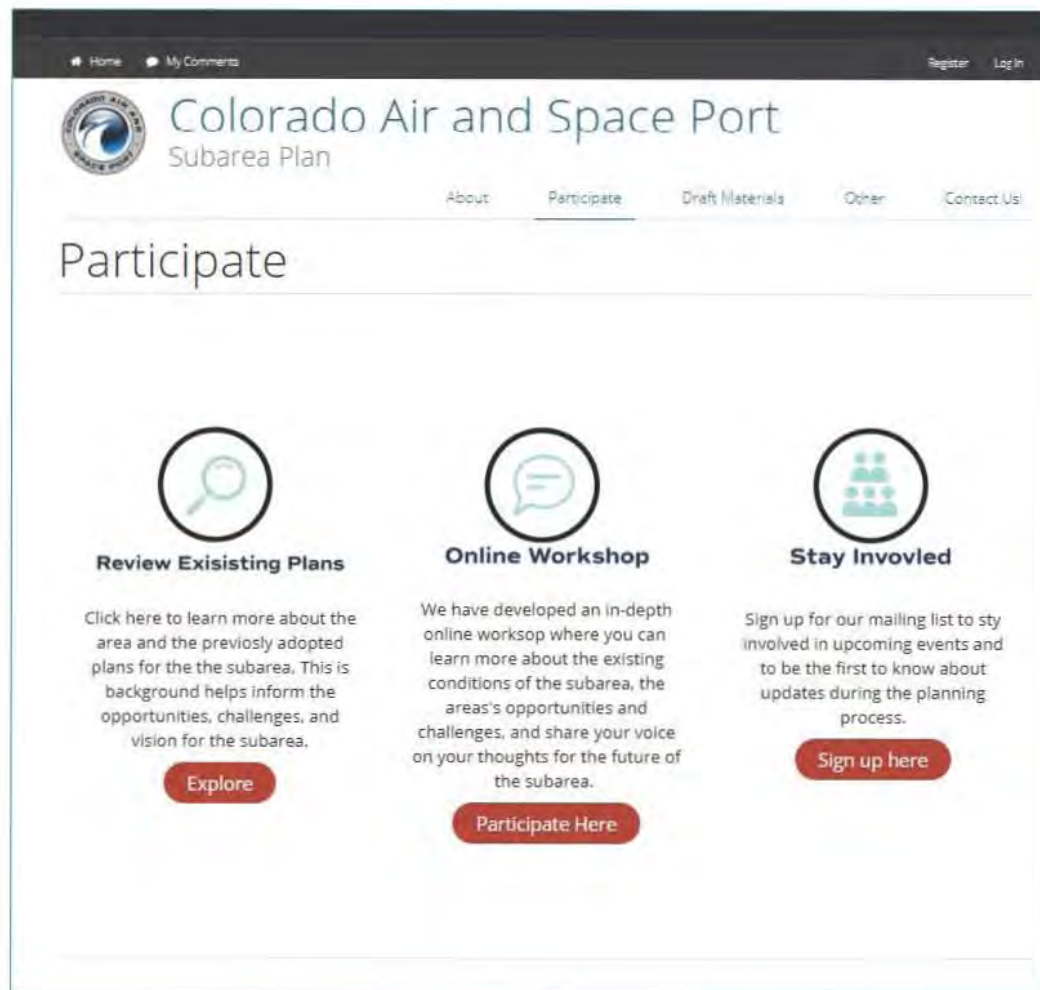 Home My Comments Register Log In
COLORADO AIR AND
SPACE PORT
Colorado Air and Space Port
Subarea Plan
About Participate Draft Materials Other Contact Us!
Participate
Review Exisisting Plans
Click here to learn more about the
area and the previosly adopted
plans for the the subarea. This is
background helps inform the
opportunities, challenges, and
vision for the subarea.
Explore
Online Workshop
We have developed an in-depth
online worksop where you can
learn more about the existing
conditions of the subarea, the
areas's opportunities and
challenges, and share your voice
on your thoughts for the future of
the subarea.
Participate Here
Stay Invovled
Sign up for our mailing list to sty
involved in upcoming events and
to be the first to know about
updates during the planning
process.
Sign up here